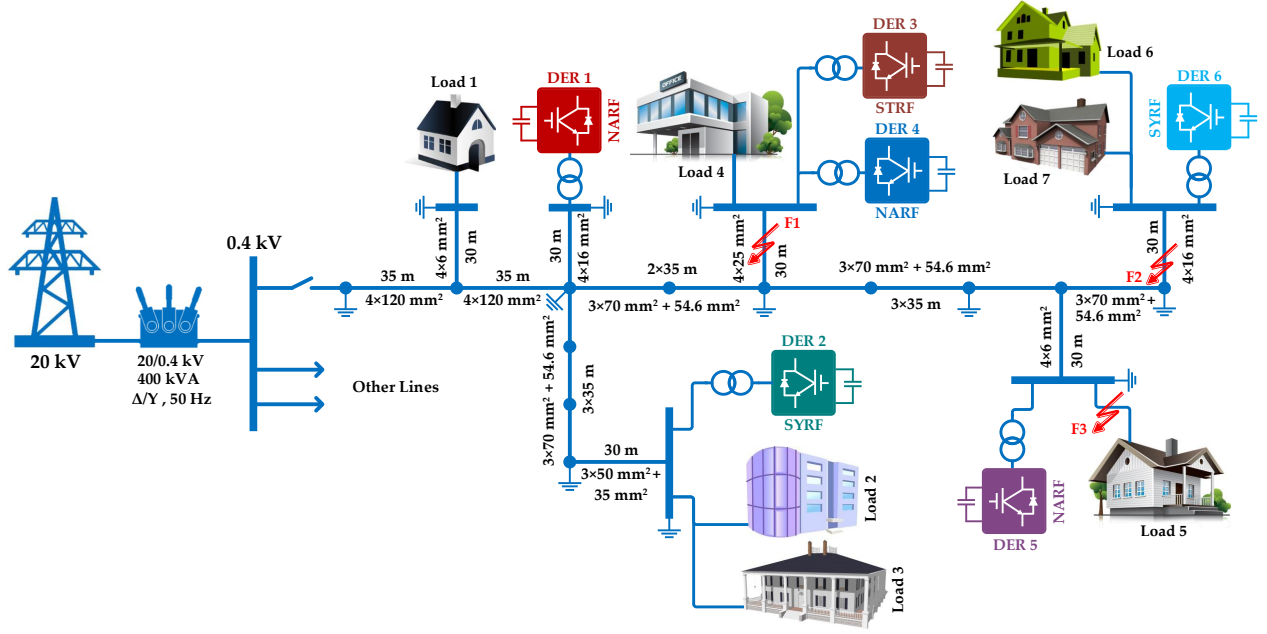 20 kV
20/0.4 kV
400 kVA
Δ/Y , 50 Hz
0.4 kV
Other Lines
35 m
4×120 mm²
Load 1
4×6 mm²
30 m
35 m
4×120 mm²
DER 1
NARF
30 m
4×16 mm²
2×35 m
3×70 mm² + 54.6 mm²
3×70 mm² + 54.6 mm²
3×35 m
30 m
3×50 mm²+
35 mm²
DER 2
SYRF
Load 2
Load 3
OFFICE
Load 4
DER 3
STRF
DER 4
NARF
4×25 mm²
30 m
F1
3×70 mm² + 54.6 mm²
3×35 m
4×6 mm²
30 m
F3
DER 5
NARF
Load 5
3×70 mm²+
54.6 mm²
Load 6
Load 7
DER 6
SYRF
30 m
4×16 mm²
F2